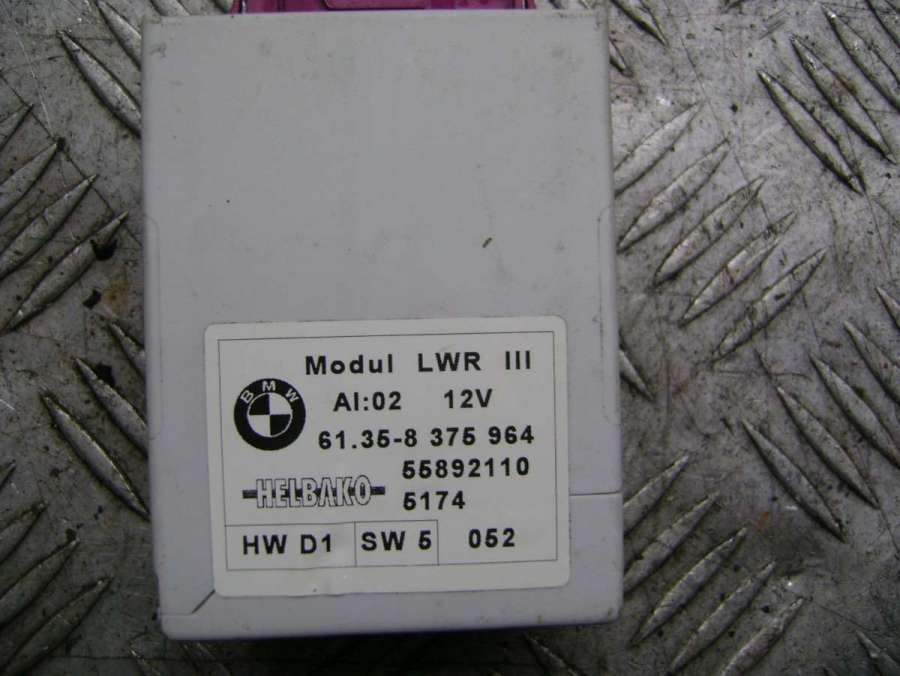 Modul LWR III
BMW
AI:02 12V
61.35-8 375 964
55892110
HELBAKO
5174
HW D1 SW 5 052